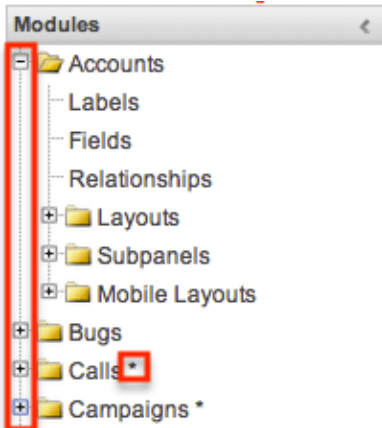 Modules
Accounts
Labels
Fields
Relationships
Layouts
Subpanels
Mobile Layouts
Bugs
Calls *
Campaigns *